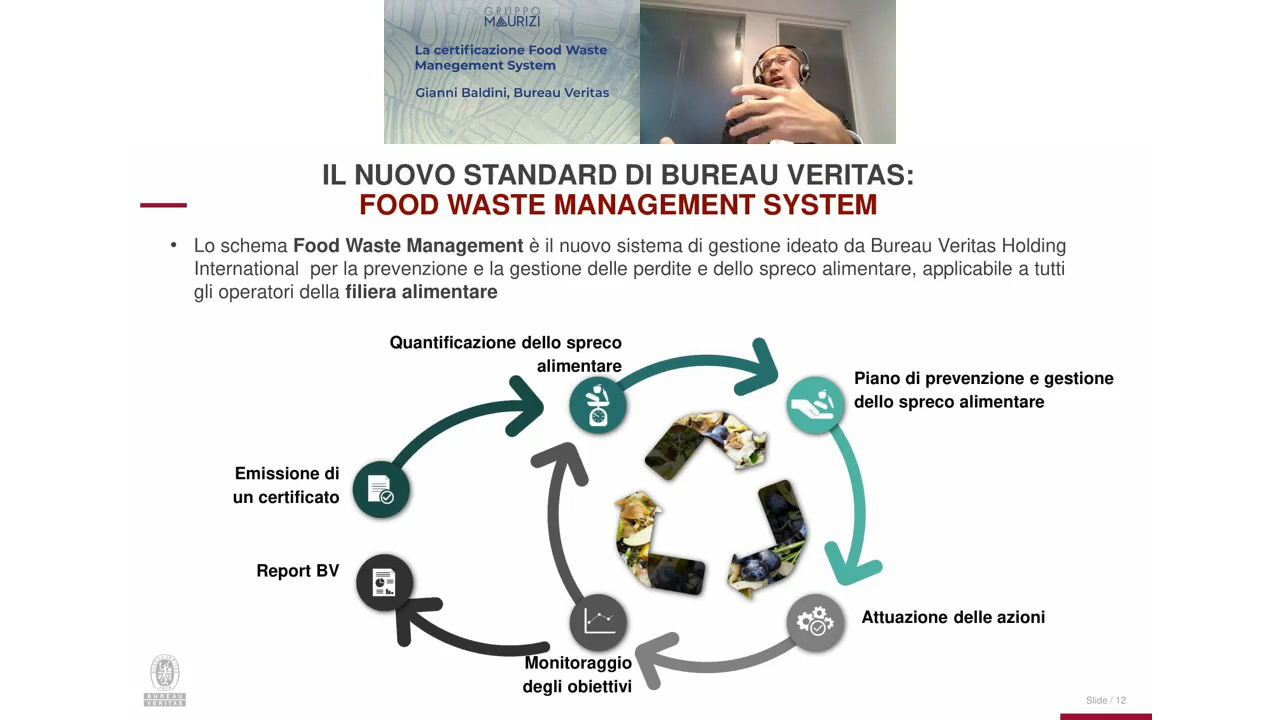 GRUPPO
MAURIZI
La certificazione Food Waste
Manegement System
Gianni Baldini, Bureau Veritas
IL NUOVO STANDARD DI BUREAU VERITAS:
FOOD WASTE MANAGEMENT SYSTEM
• Lo schema Food Waste Management è il nuovo sistema di gestione ideato da Bureau Veritas Holding
International per la prevenzione e la gestione delle perdite e dello spreco alimentare, applicabile a tutti
gli operatori della filiera alimentare
Quantificazione dello spreco
alimentare
Piano di prevenzione e gestione
dello spreco alimentare
Emissione di
un certificato
Report BV
Attuazione delle azioni
Monitoraggio
degli obiettivi
BUREAU
VERITAS
Slide / 12